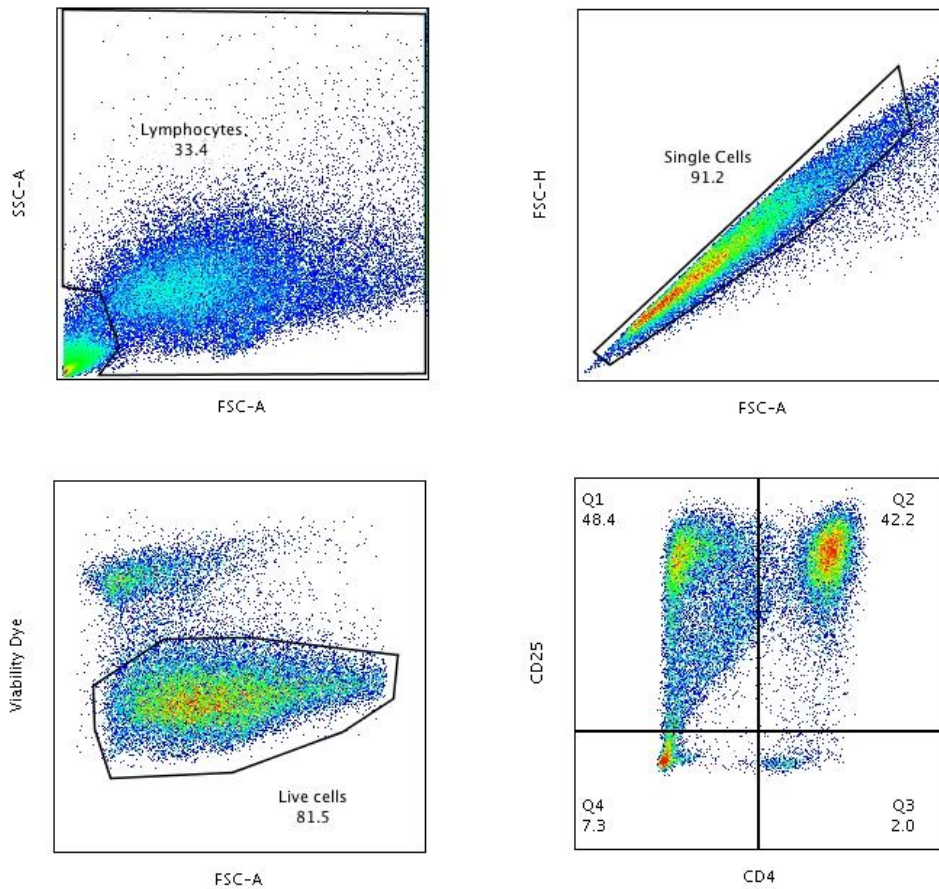 SSC-A
Lymphocytes
33.4
FSC-A
FSC-H
Single Cells
91.2
FSC-A
Viability Dye
Live cells
81.5
FSC-A
CD25
Q1
48.4
Q2
42.2
Q4
7.3
Q3
2.0
CD4